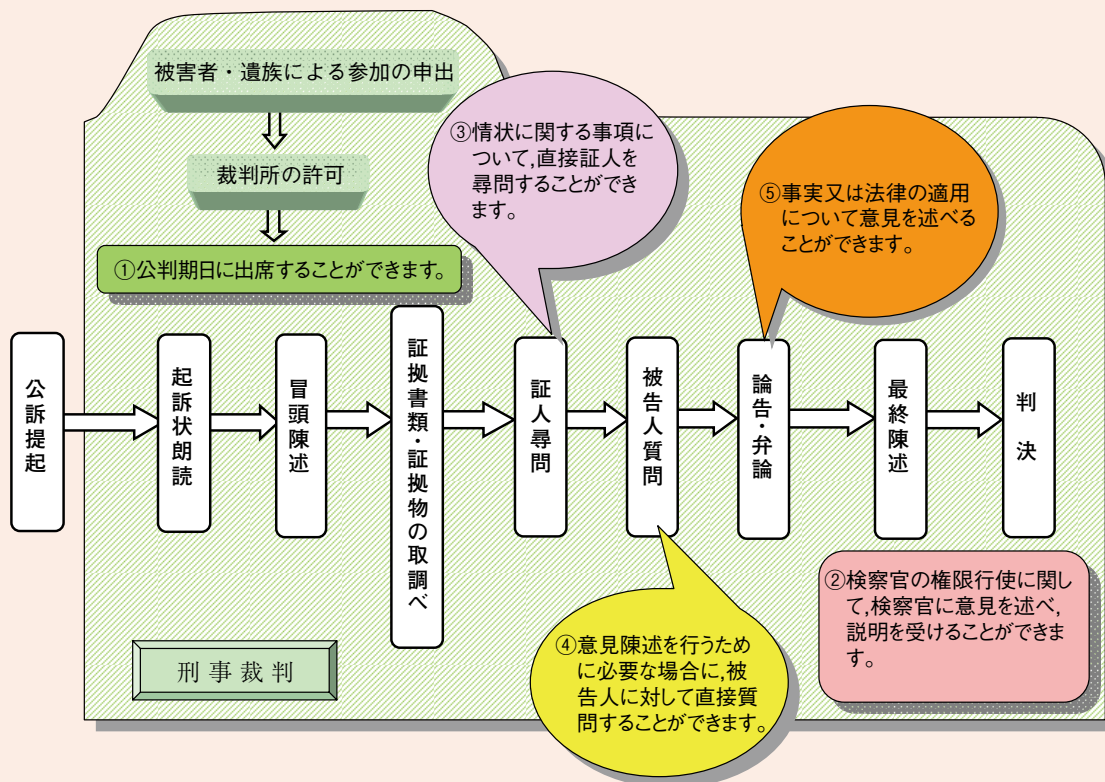 被害者・遺族による参加の申出
裁判所の許可
①公判期日に出席することができます。
③情状に関する事項に
ついて,直接証人を
尋問することができ
ます。
⑤事実又は法律の適用
について意見を述べる
ことができます。
公訴提起
起訴状朗読
冒頭陳述
証拠書類・証拠物の取調べ
証人尋問
被告人質問
論告・弁論
最終陳述
判決
②検察官の権限行使に関し
て,検察官に意見を述べ,
説明を受けることができま
す。
④意見陳述を行うため
に必要な場合に,被
告人に対して直接質
問することができます。
刑事裁判